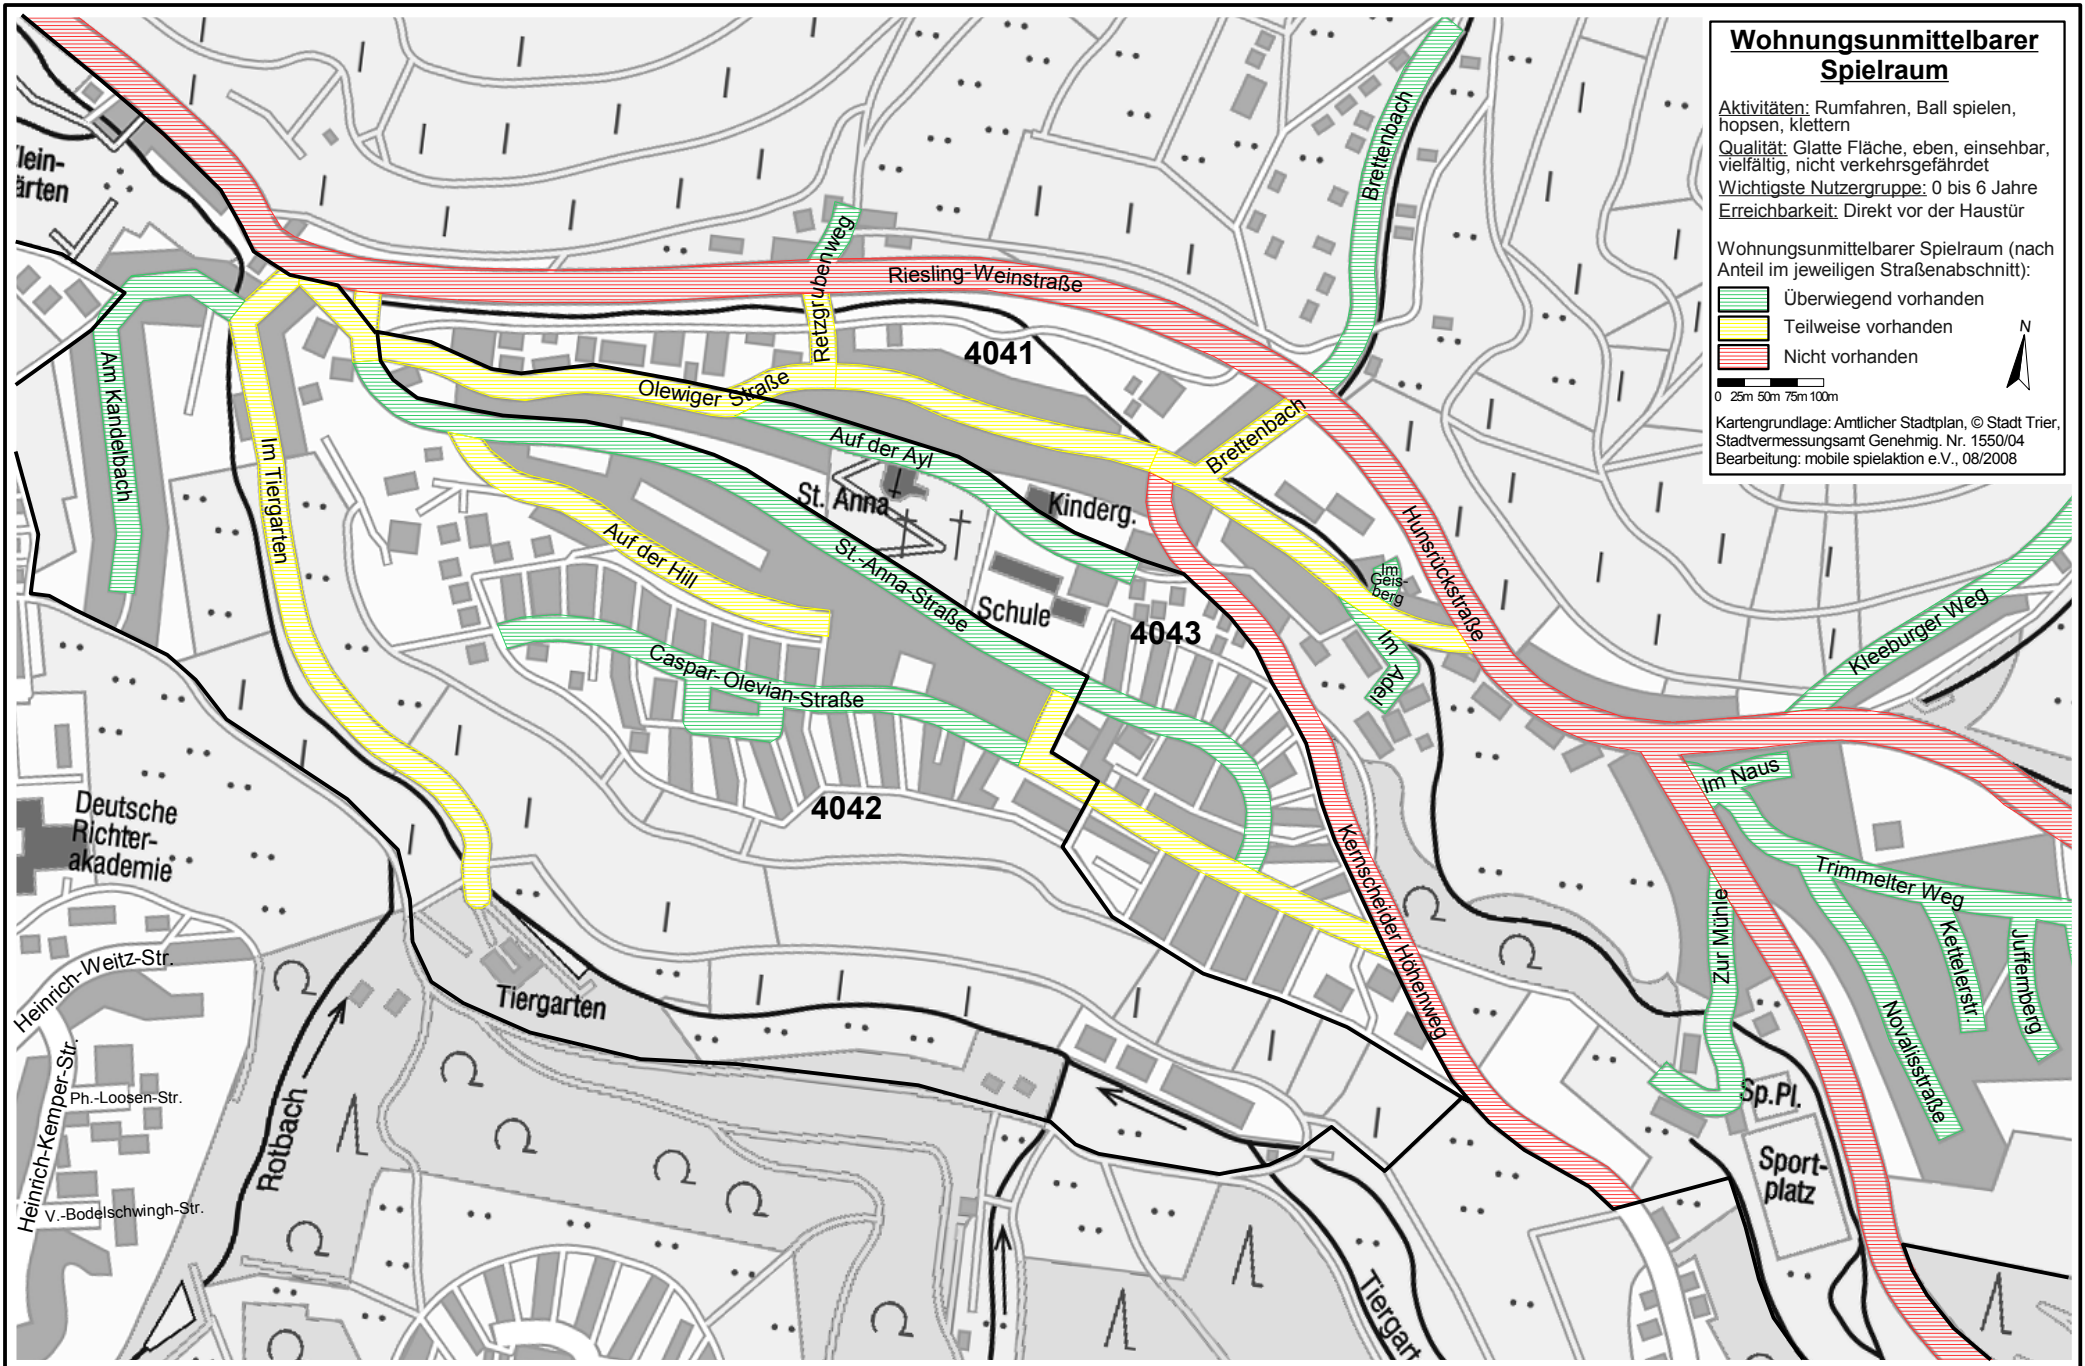 Wohnungsunmittelbarer
Spielraum
Aktivitäten: Rumfahren, Ball spielen,
hopsen, klettern
Qualität: Glatte Fläche, eben, einsehbar,
vielfältig, nicht verkehrsgefährdet
Wichtigste Nutzergruppe: 0 bis 6 Jahre
Erreichbarkeit: Direkt vor der Haustür
Wohnungsunmittelbarer Spielraum (nach
Anteil im jeweiligen Straßenabschnitt):
Überwiegend vorhanden
Teilweise vorhanden
Nicht vorhanden
N
0 25m 50m 75m 100m
Kartengrundlage: Amtlicher Stadtplan, © Stadt Trier,
Stadtvermessungsamt Genehmig. Nr. 1550/04
Bearbeitung: mobile spielaktion e.V., 08/2008
lein-
ärten
Brettenbach
Retzgrubenweg
Riesling-Weinstraße
4041
Am Kandelbach
Im Tiergarten
Olewiger Straße
Auf der Ayl
Brettenbach
St. Anna
Kinderg.
Hunsrückstraße
Auf der Hill
St.-Anna-Straße
Schule
4043
Im
Geis-
berg
Im Adel
Kleeburger Weg
Caspar-Olevian-Straße
4042
Im Naus
Deutsche
Richter-
akademie
Kernscheider Höhenweg
Trimmelter Weg
Zur Mühle
Kettelerstr.
Juffernberg
Novalisstraße
Heinrich-Weitz-Str.
Tiergarten
Heinrich-Kemper-Str.
Ph.-Loosen-Str.
Rotbach
V.-Bodelschwingh-Str.
Sp.Pl.
Sport-
platz
Tiergart